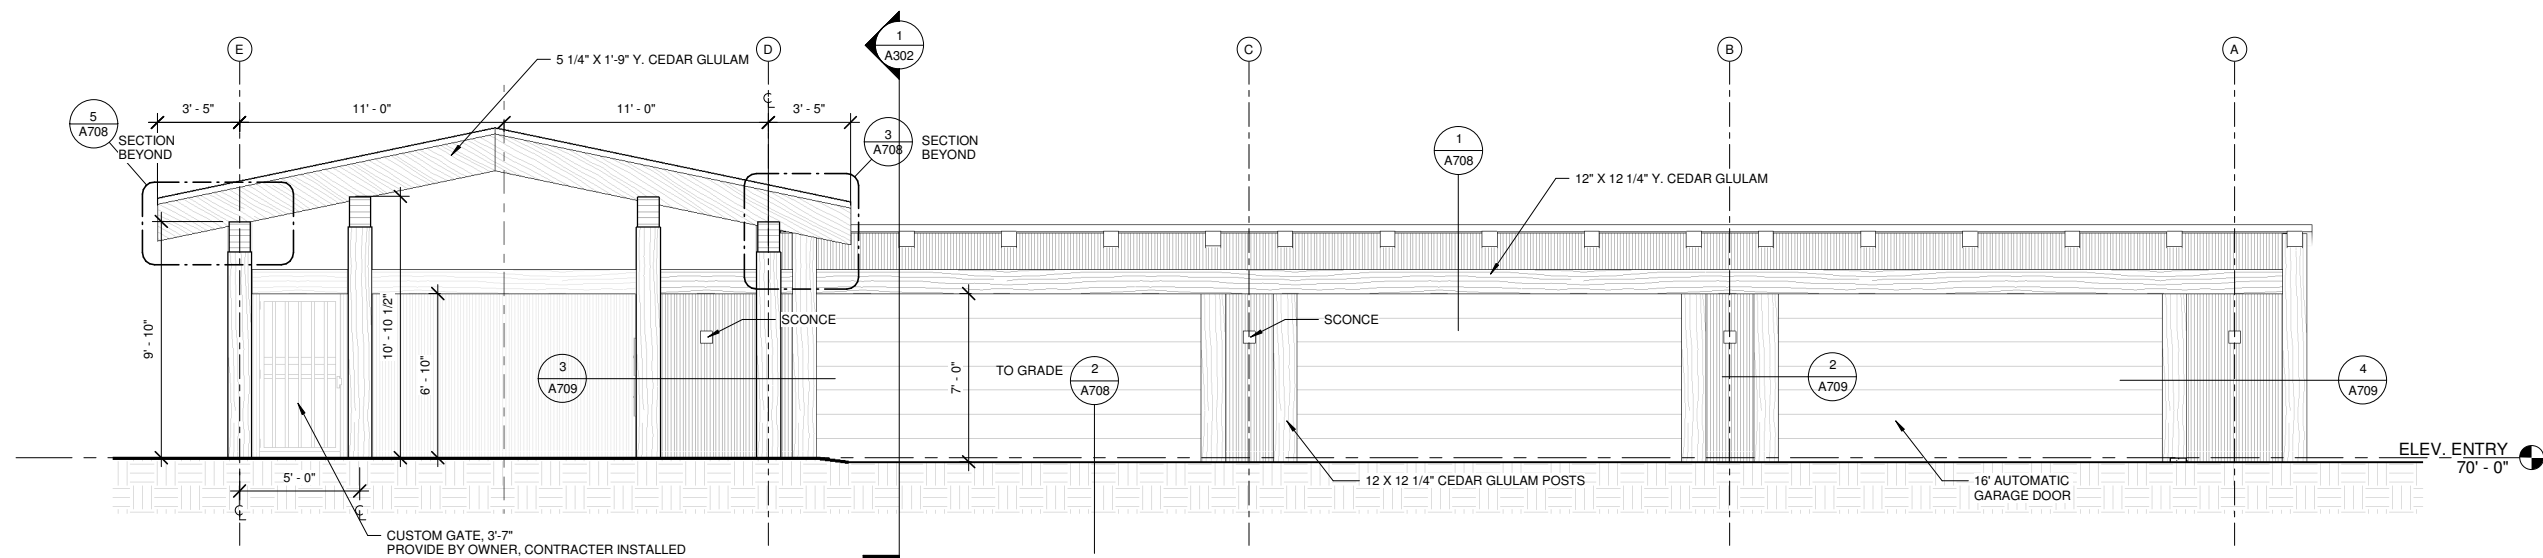 1
A302
E
D
C
B
A
5 1/4" X 1'-9" Y. CEDAR GLULAM
3' - 5"
11' - 0"
11' - 0"
3' - 5"
℄
5
A708
SECTION
BEYOND
3
A708
SECTION
BEYOND
1
A708
12" X 12 1/4" Y. CEDAR GLULAM
9' - 10"
10' - 10 1/2"
6' - 10"
SCONCE
SCONCE
3
A709
7' - 0"
TO GRADE
2
A708
2
A709
4
A709
ELEV. ENTRY
70' - 0"
5' - 0"
℄
℄
12 X 12 1/4" CEDAR GLULAM POSTS
16' AUTOMATIC
GARAGE DOOR
CUSTOM GATE, 3'-7"
PROVIDE BY OWNER, CONTRACTER INSTALLED